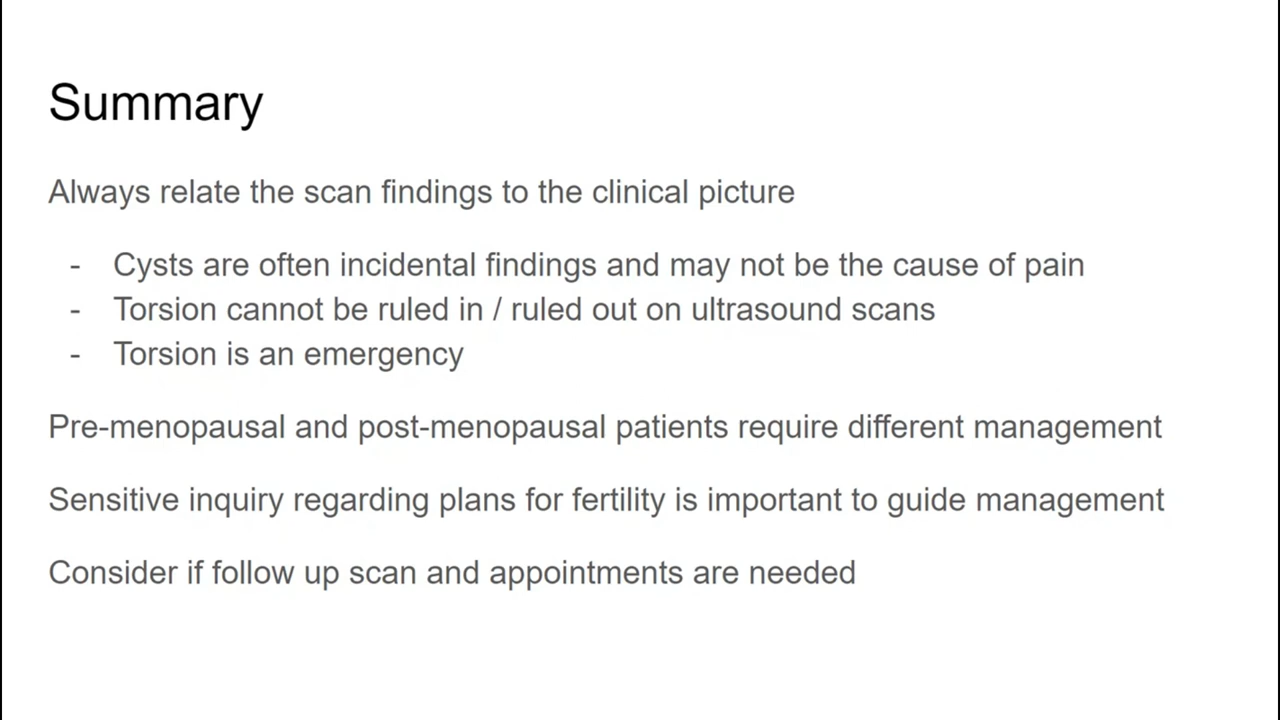 Summary
Always relate the scan findings to the clinical picture
- Cysts are often incidental findings and may not be the cause of pain
- Torsion cannot be ruled in / ruled out on ultrasound scans
- Torsion is an emergency
Pre-menopausal and post-menopausal patients require different management
Sensitive inquiry regarding plans for fertility is important to guide management
Consider if follow up scan and appointments are needed